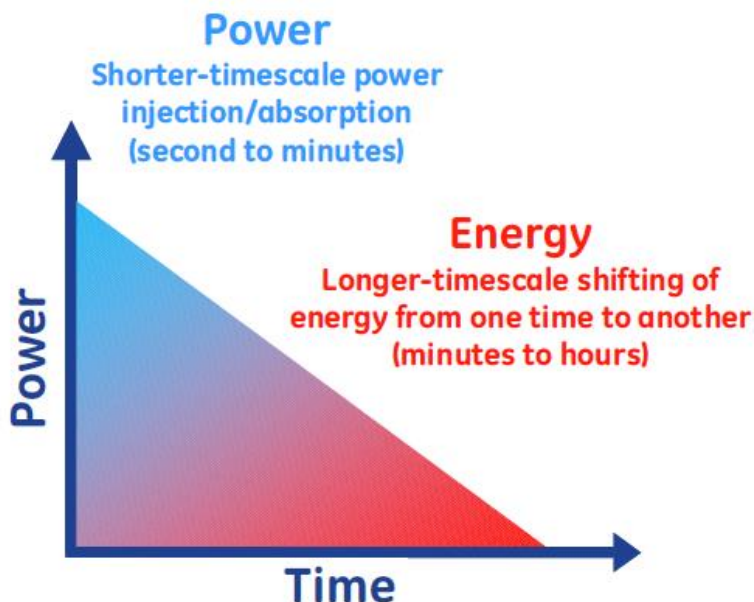 Power
Shorter-timescale power
injection/absorption
(second to minutes)
Energy
Longer-timescale shifting of
energy from one time to another
(minutes to hours)
Power
Time